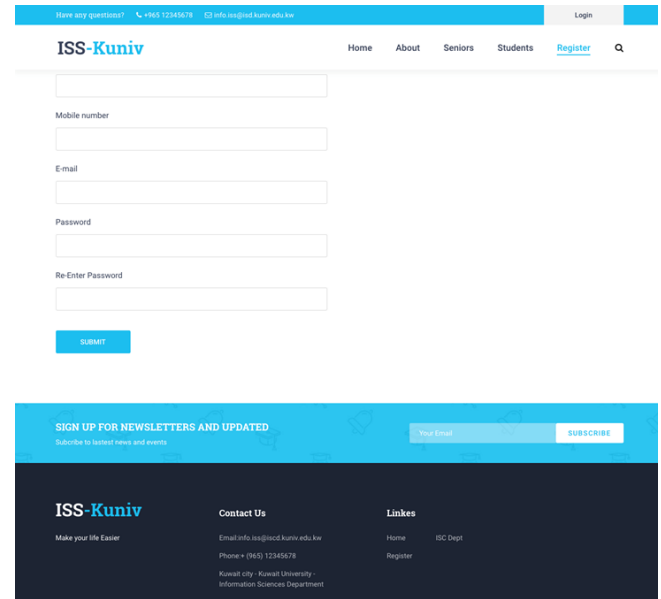 Have any questions? +965 12345678 info.iss@isd.kuniv.edu.kw Login
ISS-Kuniv Home About Seniors Students Register
Mobile number
E-mail
Password
Re-Enter Password
SUBMIT
SIGN UP FOR NEWSLETTERS AND UPDATED
Subcribe to lastest news and events
Your Email SUBSCRIBE
ISS-Kuniv
Make your life Easier
Contact Us
Email:info.iss@iscd.kuniv.edu.kw
Phone:+ (965) 12345678
Kuwait city - Kuwait University -
Information Sciences Department
Linkes
Home ISC Dept
Register